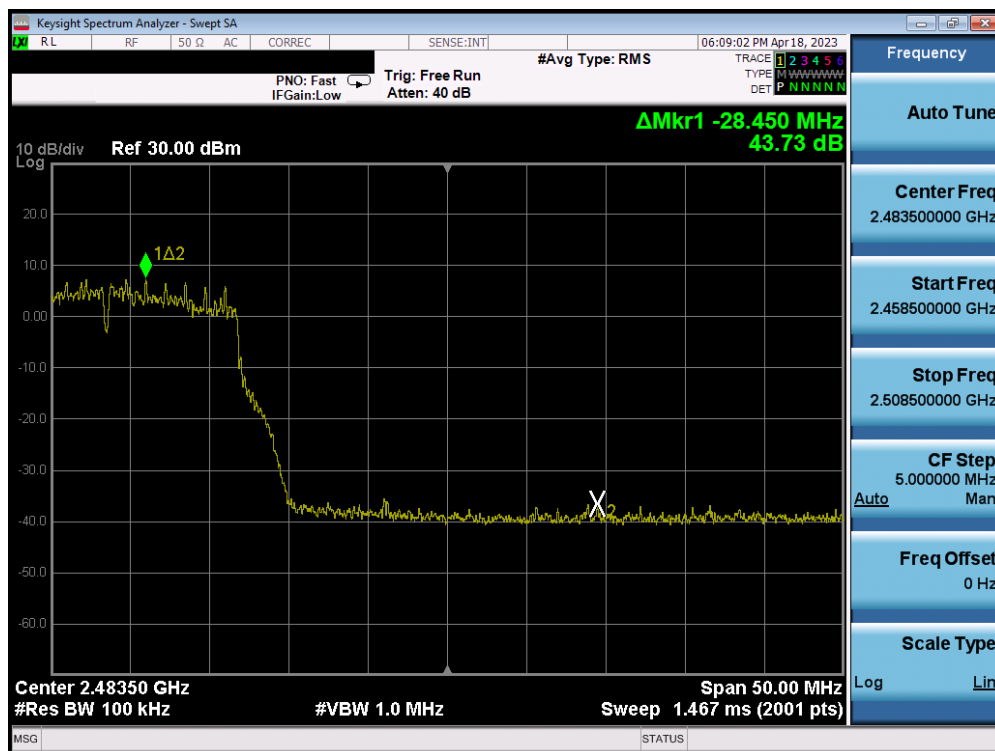 Keysight Spectrum Analyzer - Swept SA
LXI RL RF 50 Ω AC CORREC SENSE:INT 06:09:02 PM Apr 18, 2023
#Avg Type: RMS
TRACE 1 2 3 4 5 6
TYPE M WWWWW
DET P N N N N N
PNO: Fast
IFGain:Low
Trig: Free Run
Atten: 40 dB
ΔMkr1 -28.450 MHz
43.73 dB
10 dB/div
Log
Ref 30.00 dBm
20.0
10.0
0.00
-10.0
-20.0
-30.0
-40.0
-50.0
-60.0
1Δ2
X2
Center 2.48350 GHz
Span 50.00 MHz
#Res BW 100 kHz
#VBW 1.0 MHz
Sweep 1.467 ms (2001 pts)
MSG
STATUS
Frequency
Auto Tune
Center Freq
2.483500000 GHz
Start Freq
2.458500000 GHz
Stop Freq
2.508500000 GHz
CF Step
5.000000 MHz
Auto Man
Freq Offset
0 Hz
Scale Type
Log Lin